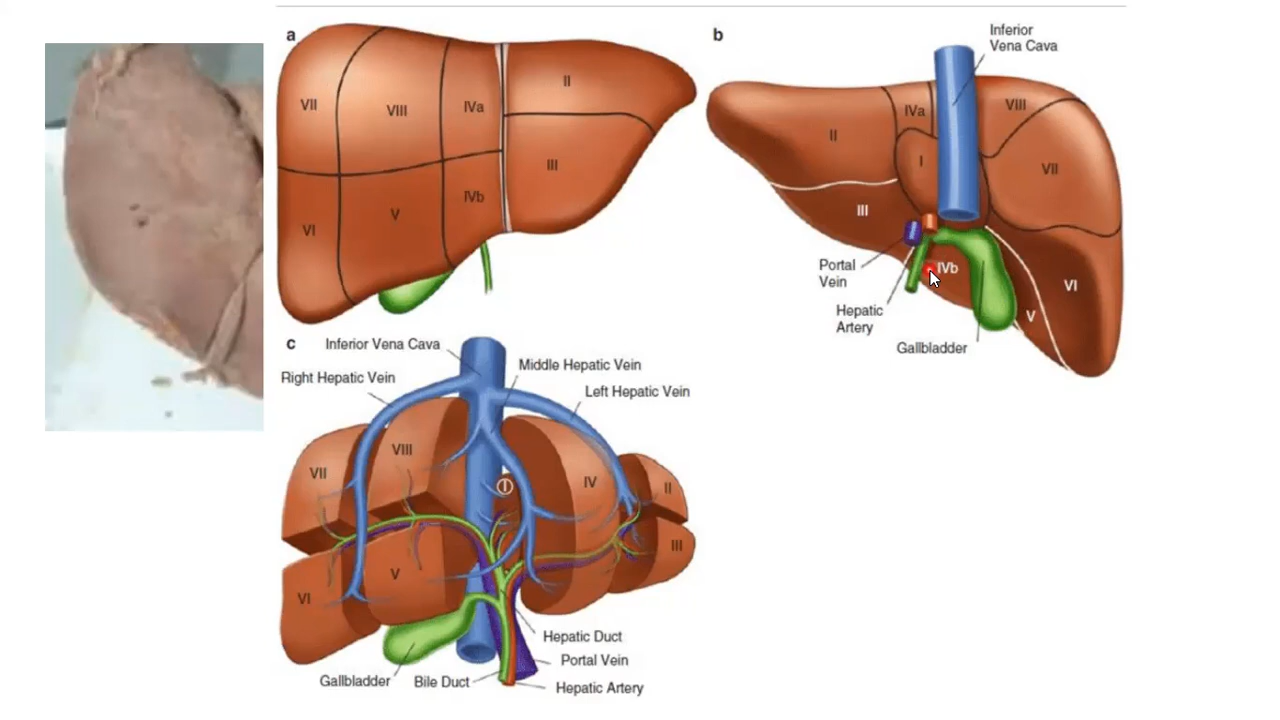 a
VII
VIII
IVa
II
III
VI
V
IVb
b
Inferior
Vena Cava
II
IVa
VIII
I
VII
III
Portal
Vein
IVb
VI
Hepatic
Artery
V
Gallbladder
c
Inferior Vena Cava
Middle Hepatic Vein
Right Hepatic Vein
Left Hepatic Vein
VIII
VII
IV
I
II
III
V
VI
Hepatic Duct
Portal Vein
Gallbladder
Bile Duct
Hepatic Artery